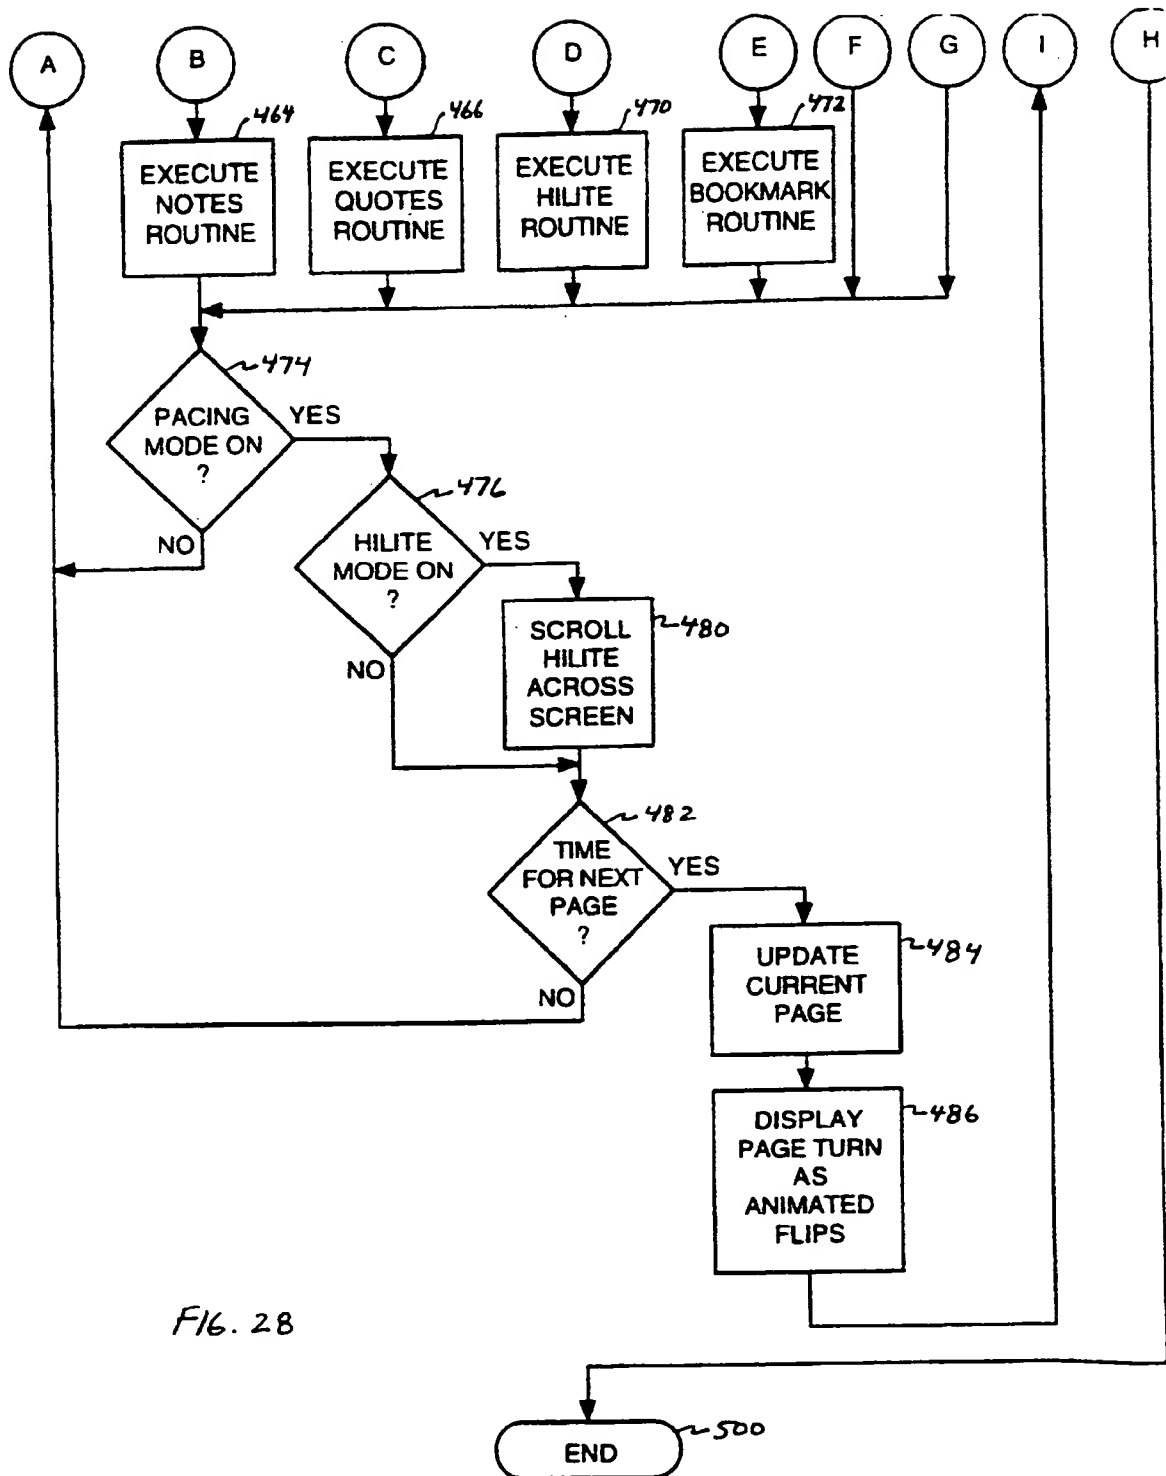 A
B
C
D
E
F
G
I
H
464
466
470
472
EXECUTE
NOTES
ROUTINE
EXECUTE
QUOTES
ROUTINE
EXECUTE
HILITE
ROUTINE
EXECUTE
BOOKMARK
ROUTINE
474
PACING
MODE ON
?
YES
NO
476
HILITE
MODE ON
?
YES
NO
480
SCROLL
HILITE
ACROSS
SCREEN
482
TIME
FOR NEXT
PAGE
?
YES
NO
484
UPDATE
CURRENT
PAGE
486
DISPLAY
PAGE TURN
AS
ANIMATED
FLIPS
FIG. 28
500
END